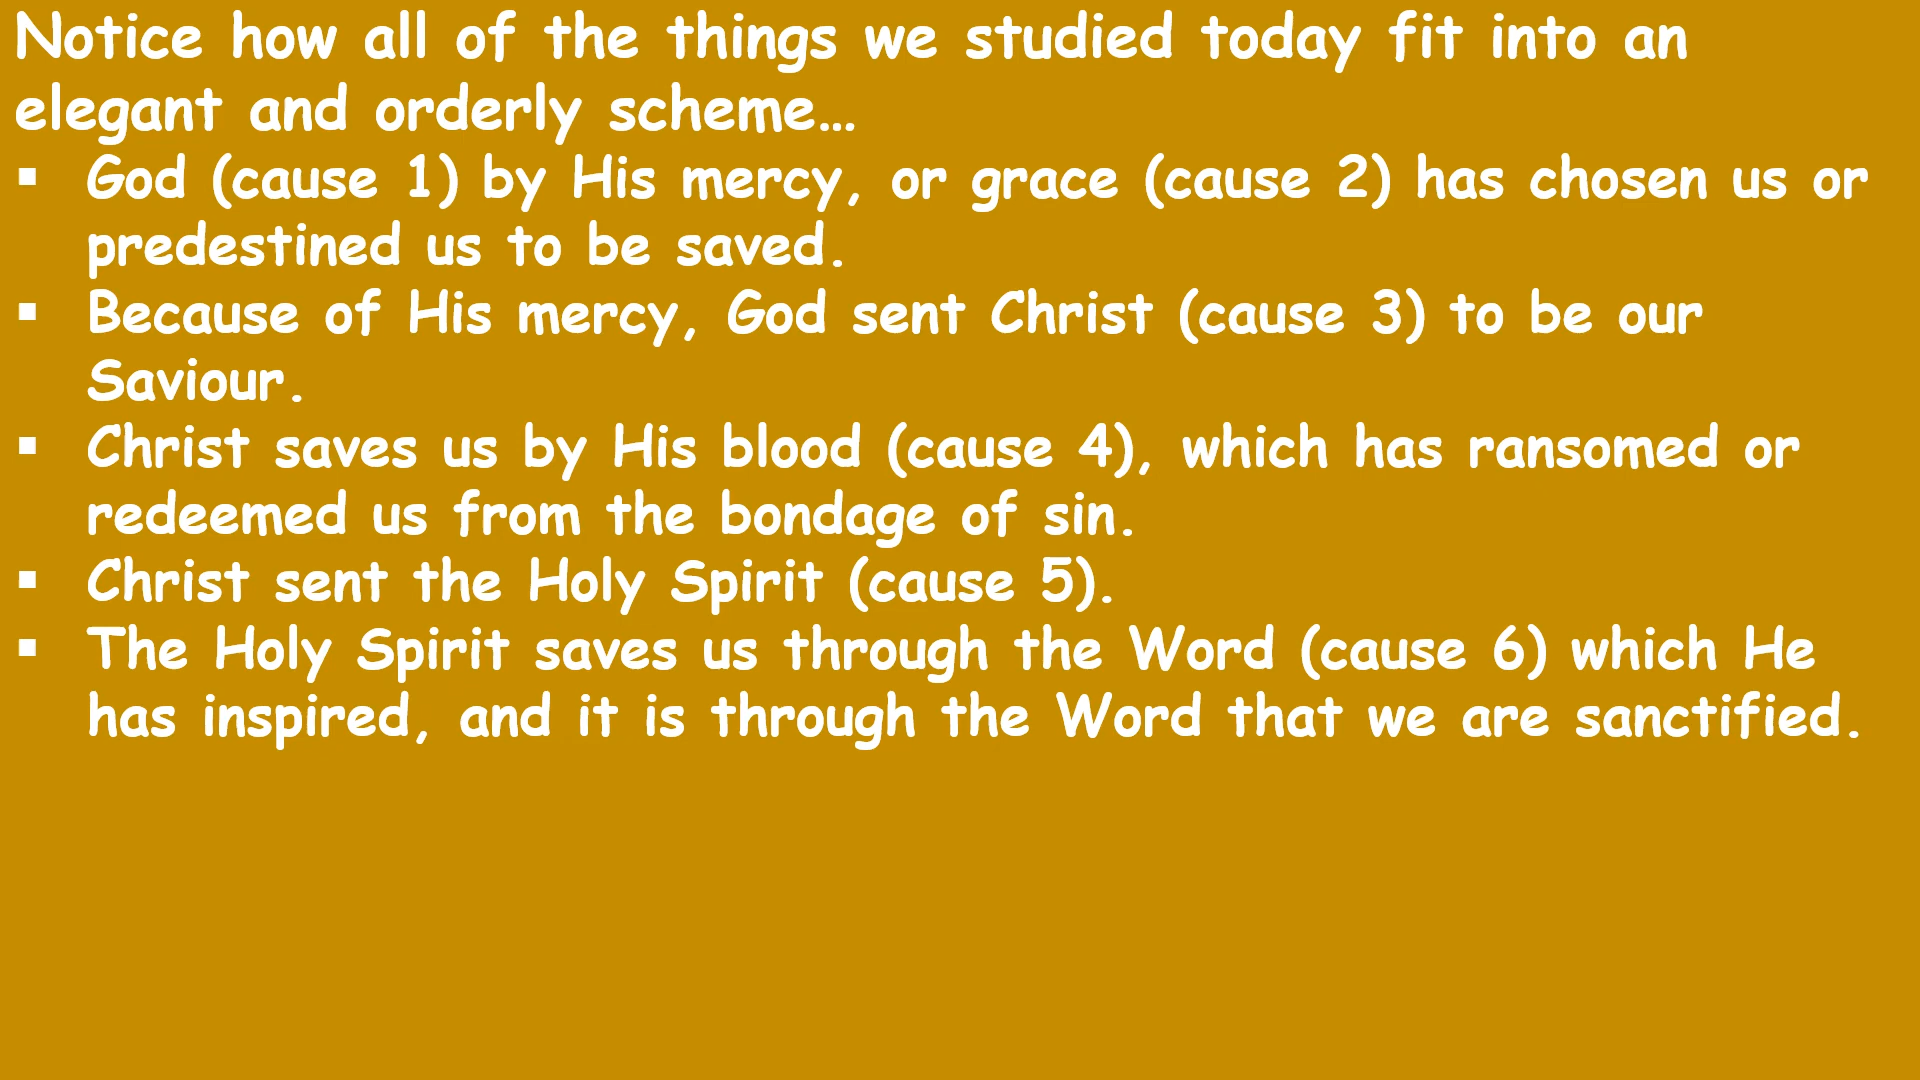 Notice how all of the things we studied today fit into an
elegant and orderly scheme…
▪ God (cause 1) by His mercy, or grace (cause 2) has chosen us or
predestined us to be saved.
▪ Because of His mercy, God sent Christ (cause 3) to be our
Saviour.
▪ Christ saves us by His blood (cause 4), which has ransomed or
redeemed us from the bondage of sin.
▪ Christ sent the Holy Spirit (cause 5).
▪ The Holy Spirit saves us through the Word (cause 6) which He
has inspired, and it is through the Word that we are sanctified.